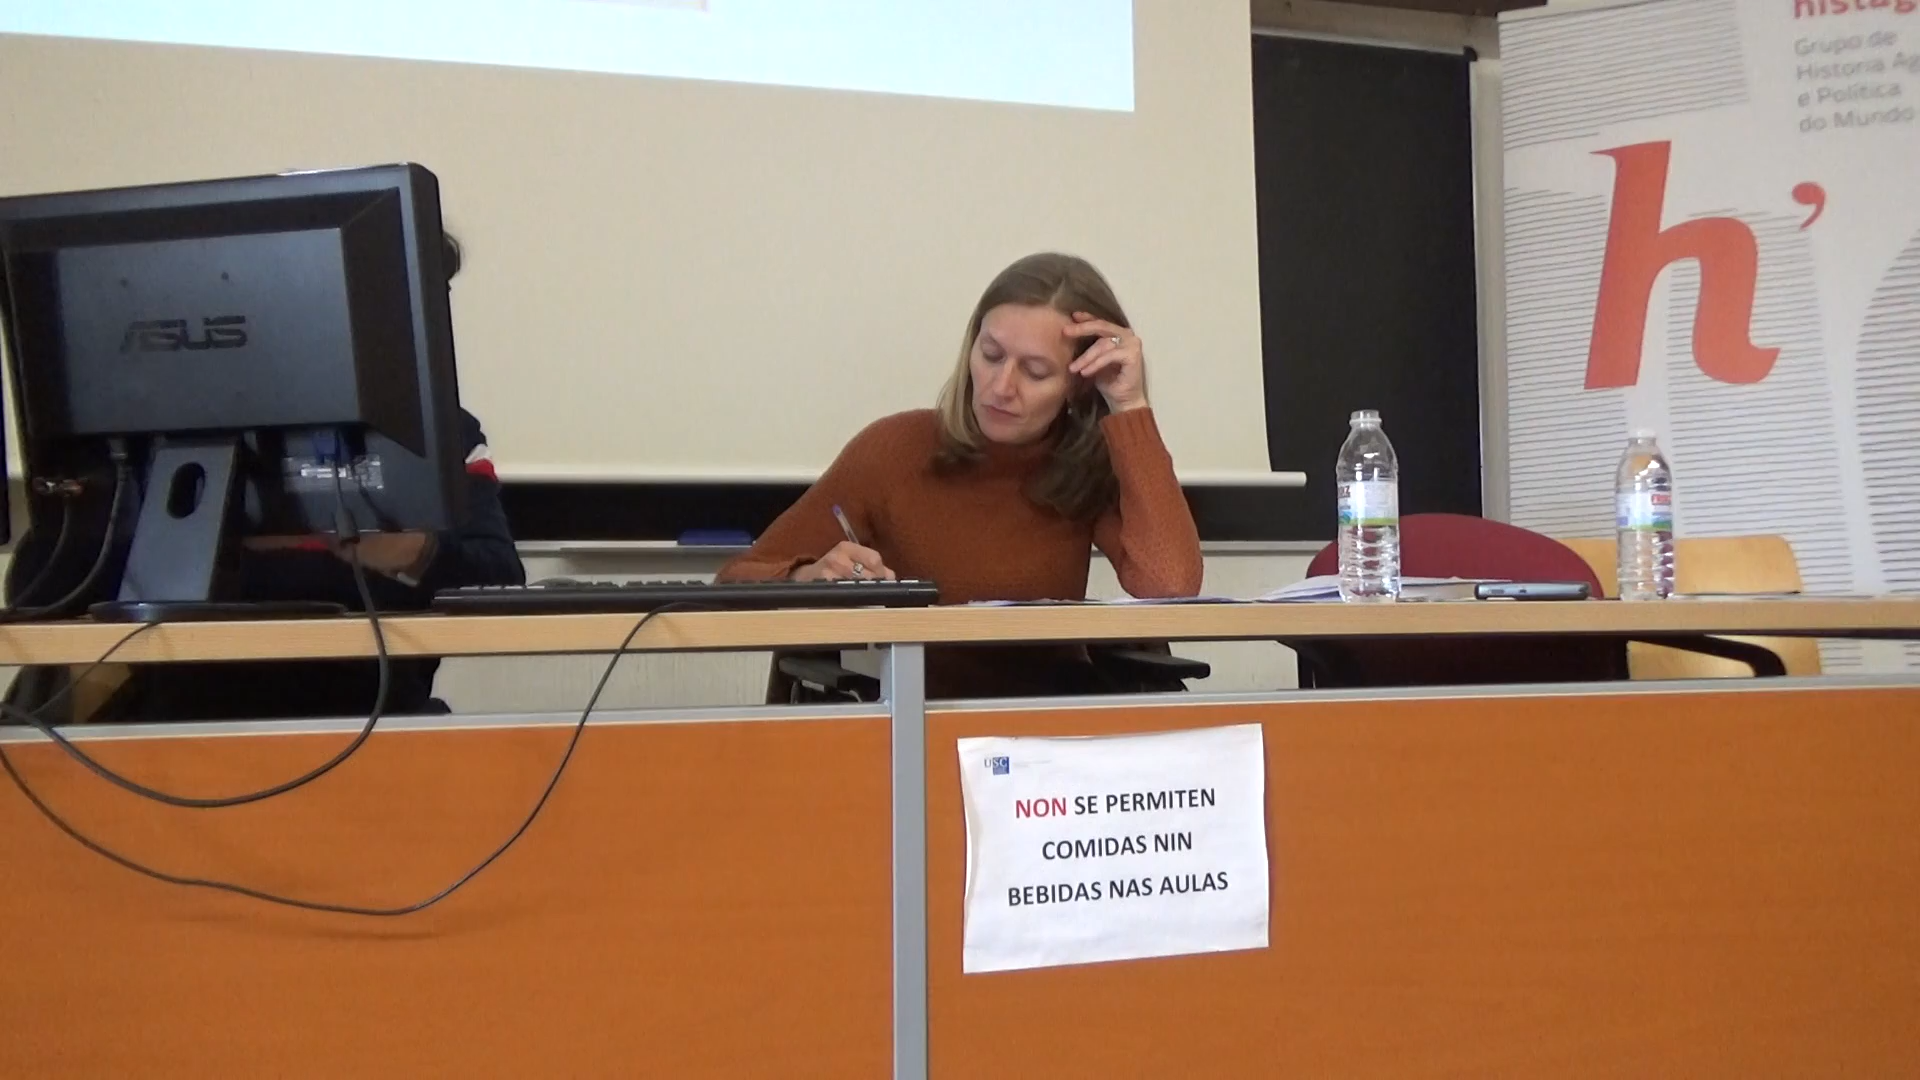 histag
Grupo de
Historia Ag
e Política
do Mundo
h'
ASUS
USC
NON SE PERMITEN
COMIDAS NIN
BEBIDAS NAS AULAS